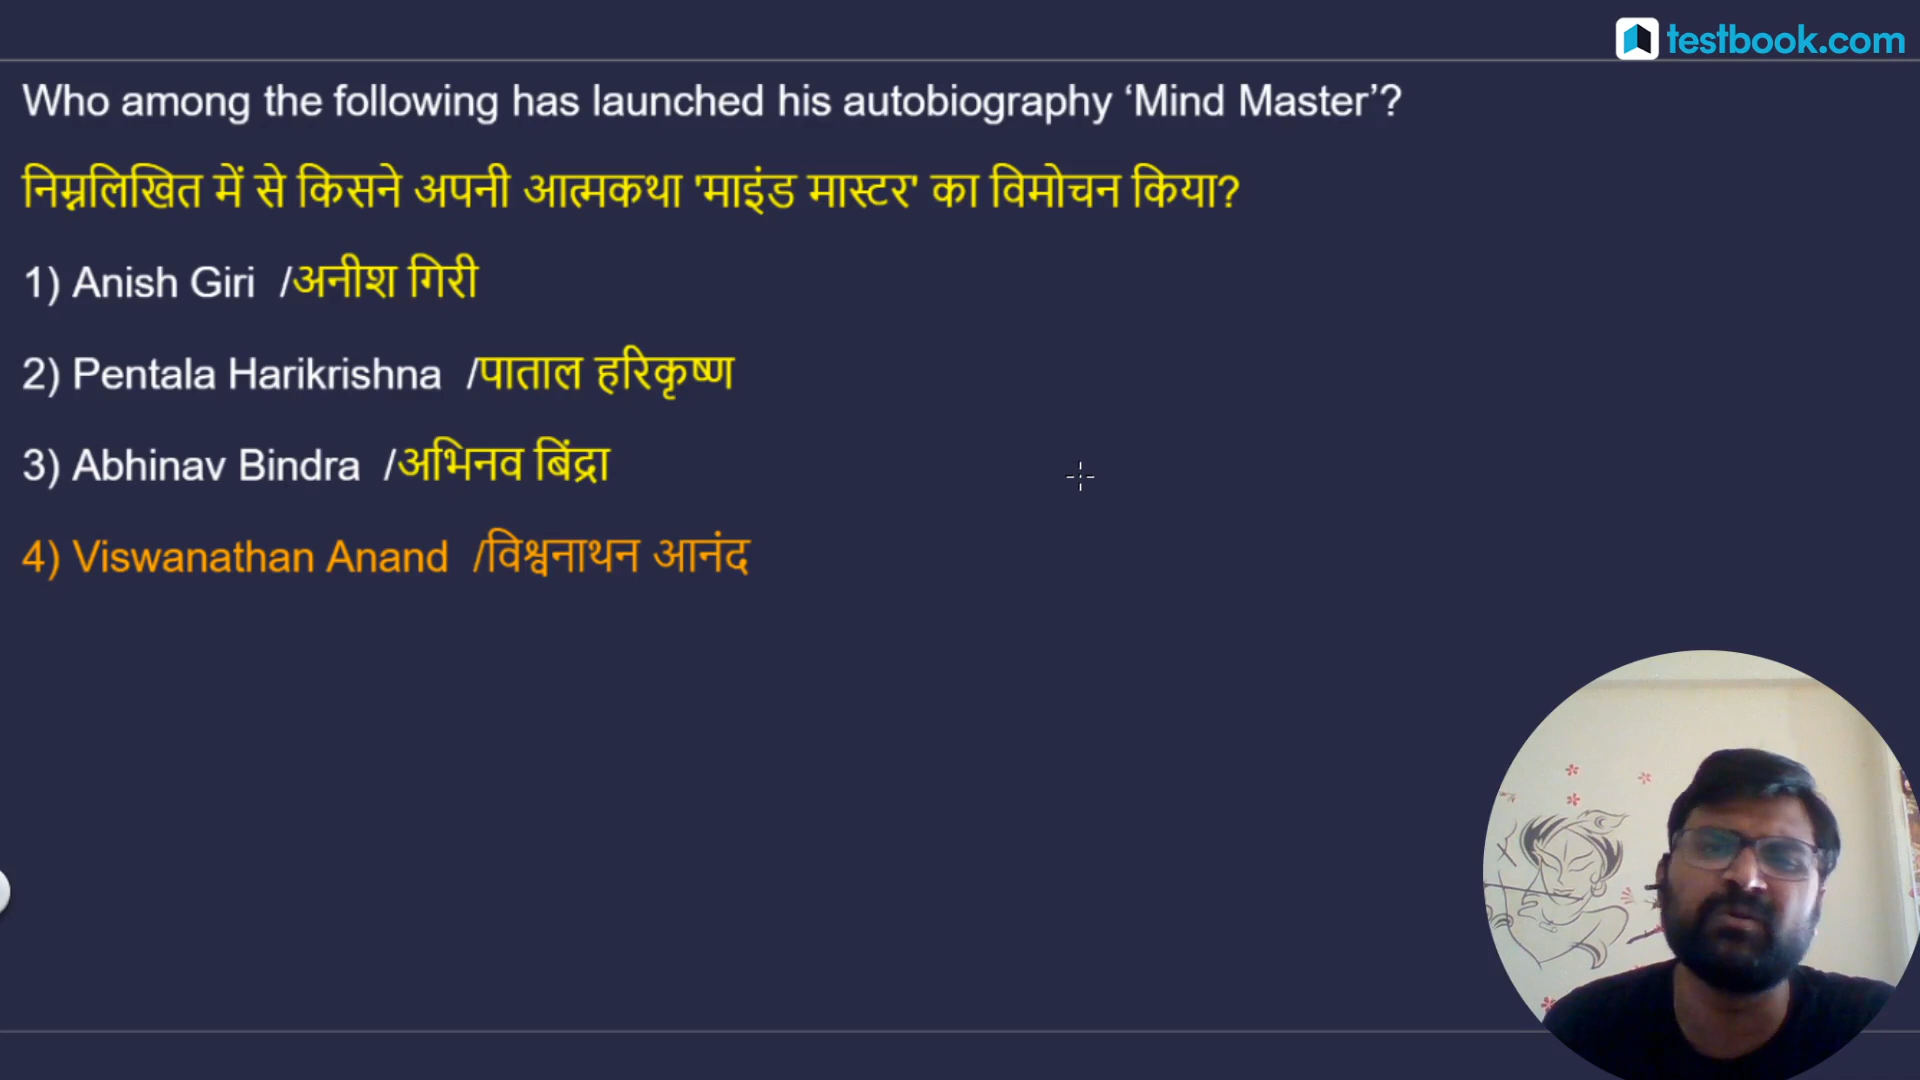 testbook.com
Who among the following has launched his autobiography ‘Mind Master’?
निम्नलिखित में से किसने अपनी आत्मकथा 'माइंड मास्टर' का विमोचन किया?
1) Anish Giri /अनीश गिरी
2) Pentala Harikrishna /पाताल हरिकृष्ण
3) Abhinav Bindra /अभिनव बिंद्रा
4) Viswanathan Anand /विश्वनाथन आनंद